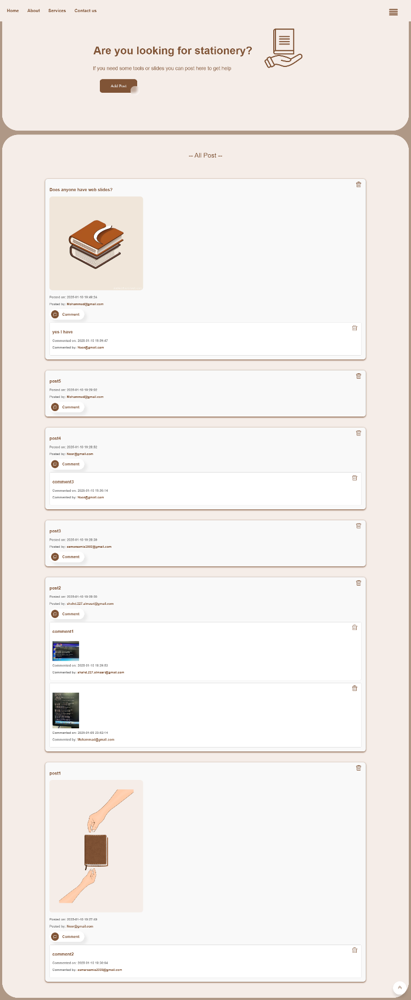 Home About Services Contact us
Are you looking for stationery?
If you need some tools or slides you can post here to get help
Add Post
-- All Post --
Does anyone have web slides?
Posted on: 2025-01-10 19:49:24
Posted by: Mohammad@gmail.com
Comment
yes I have
Commented on: 2025-01-10 19:59:47
Commented by: Noor@gmail.com
post5
Posted on: 2025-01-10 19:29:02
Posted by: Mohammad@gmail.com
Comment
post4
Posted on: 2025-01-10 19:28:52
Posted by: Noor@gmail.com
Comment
comment3
Commented on: 2025-01-10 19:30:14
Commented by: Noor@gmail.com
post3
Posted on: 2025-01-10 19:28:39
Posted by: asmarsamia2003@gmail.com
Comment
post2
Posted on: 2025-01-10 19:28:20
Posted by: shahd.227.almasri@gmail.com
Comment
comment1
Commented on: 2025-01-10 19:29:53
Commented by: shahd.227.almasri@gmail.com
Commented on: 2025-01-09 23:52:14
Commented by: Mohammad@gmail.com
post1
Posted on: 2025-01-10 19:27:49
Posted by: Noor@gmail.com
Comment
comment2
Commented on: 2025-01-10 19:30:04
Commented by: asmarsamia2003@gmail.com